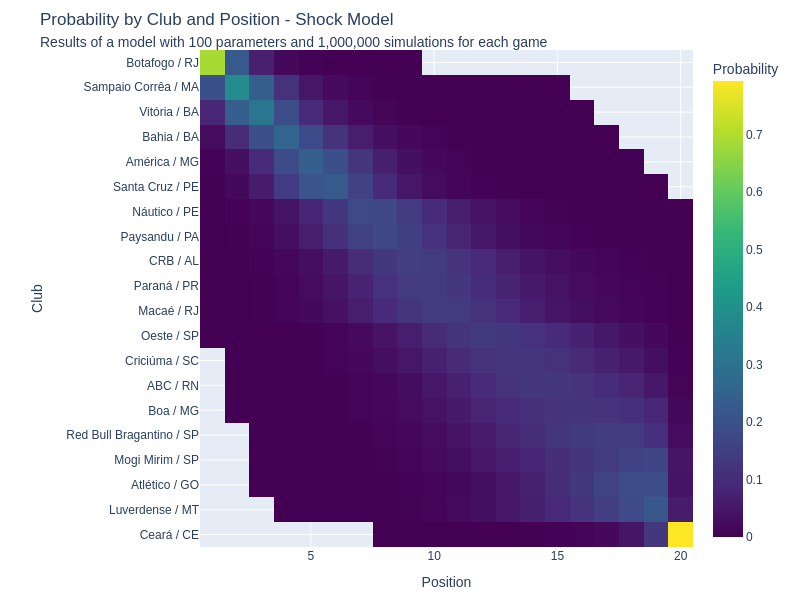 Probability by Club and Position - Shock Model
Results of a model with 100 parameters and 1,000,000 simulations for each game
Probability
Botafogo / RJ
Sampaio Corrêa / MA
Vitória / BA
Bahia / BA
América / MG
Santa Cruz / PE
Náutico / PE
Paysandu / PA
CRB / AL
Paraná / PR
Macaé / RJ
Oeste / SP
Criciúma / SC
ABC / RN
Boa / MG
Red Bull Bragantino / SP
Mogi Mirim / SP
Atlético / GO
Luverdense / MT
Ceará / CE
Club
5
10
15
20
Position
0.7
0.6
0.5
0.4
0.3
0.2
0.1
0